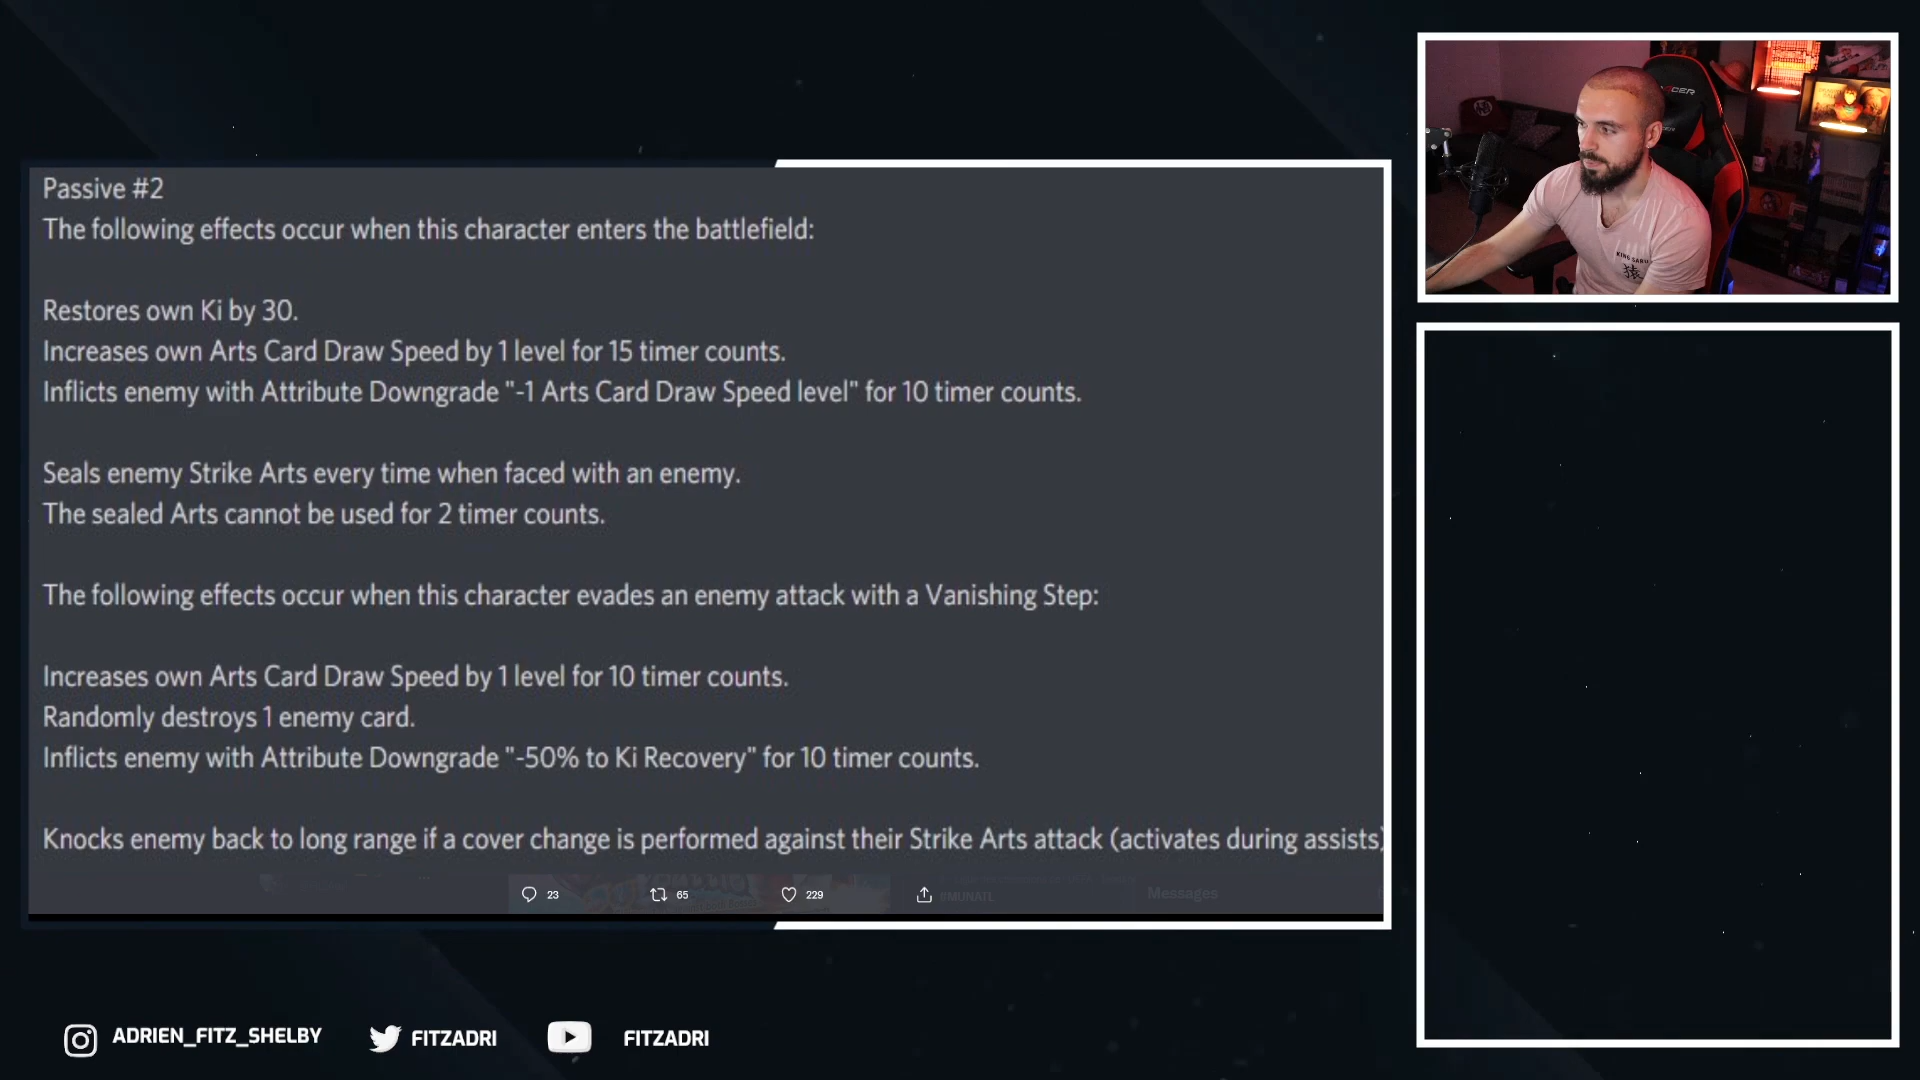 Passive #2
The following effects occur when this character enters the battlefield:
Restores own Ki by 30.
Increases own Arts Card Draw Speed by 1 level for 15 timer counts.
Inflicts enemy with Attribute Downgrade "-1 Arts Card Draw Speed level" for 10 timer counts.
Seals enemy Strike Arts every time when faced with an enemy.
The sealed Arts cannot be used for 2 timer counts.
The following effects occur when this character evades an enemy attack with a Vanishing Step:
Increases own Arts Card Draw Speed by 1 level for 10 timer counts.
Randomly destroys 1 enemy card.
Inflicts enemy with Attribute Downgrade "-50% to Ki Recovery" for 10 timer counts.
Knocks enemy back to long range if a cover change is performed against their Strike Arts attack (activates during assists)
23 65 229
Messages
KING SARU
ADRIEN_FITZ_SHELBY FITZADRI FITZADRI